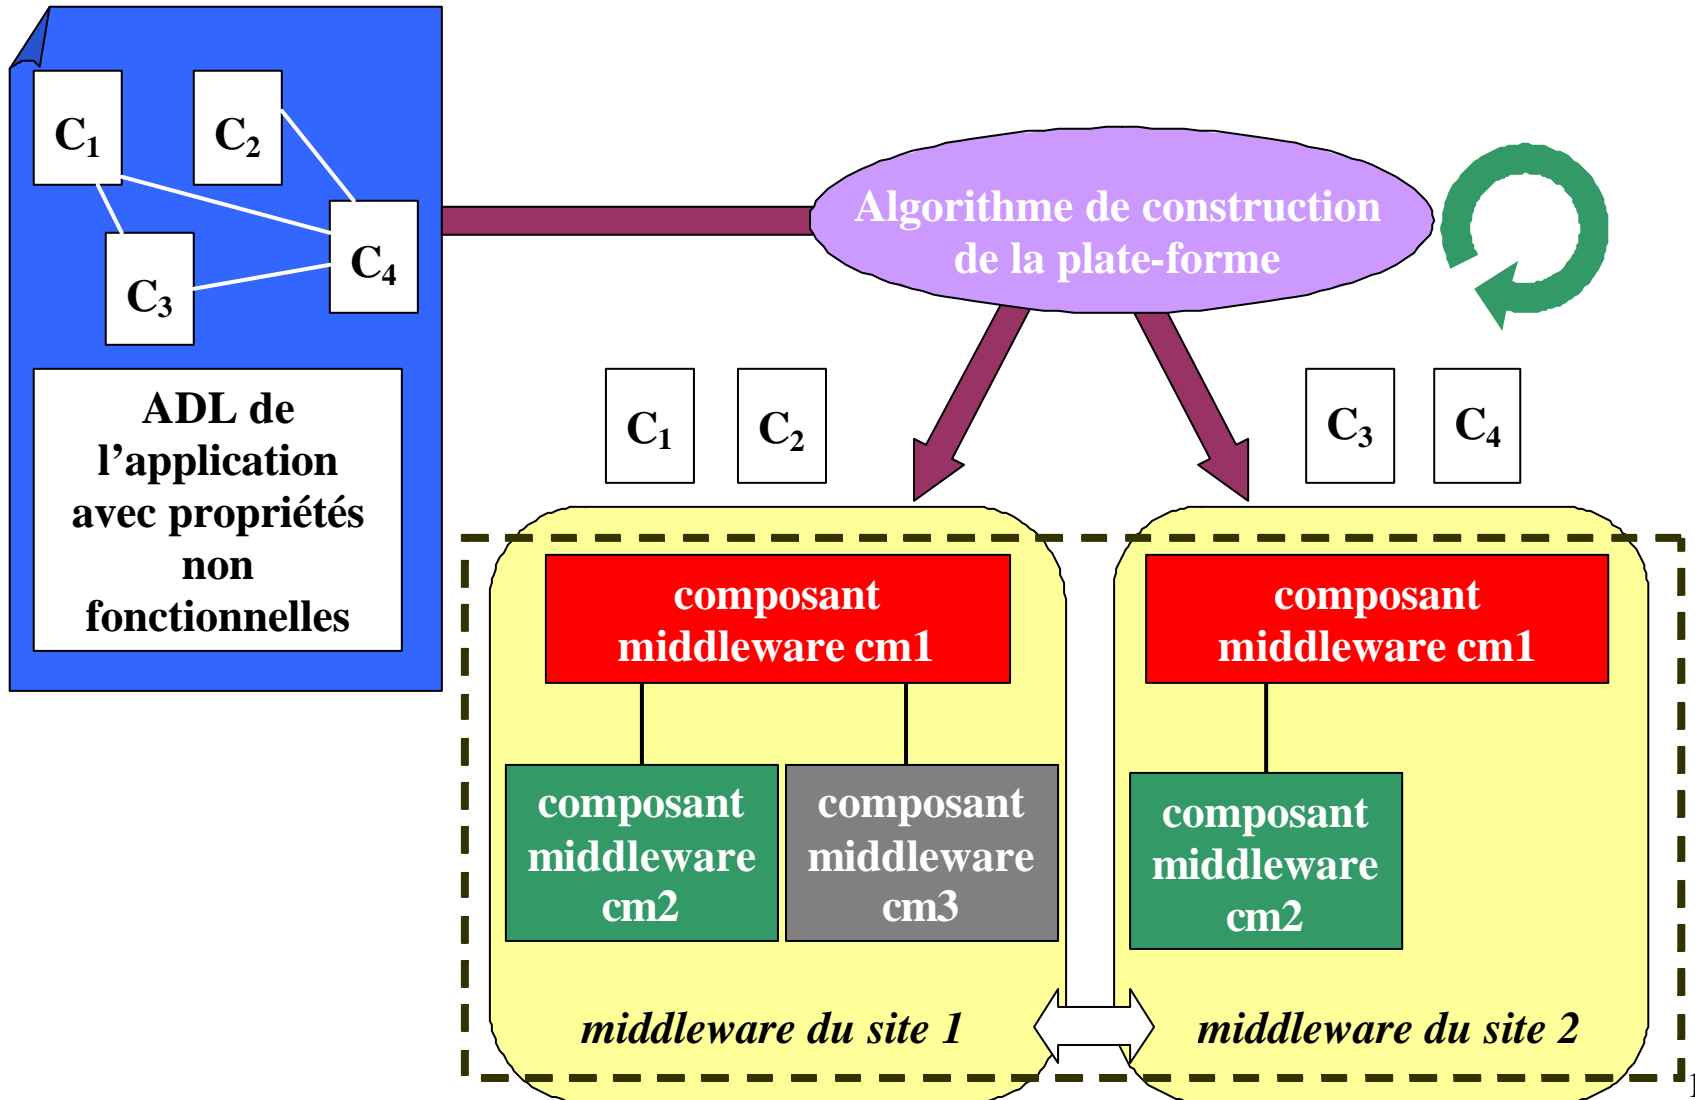 C1
C2
C3
C4
ADL de
l’application
avec propriétés
non
fonctionnelles
Algorithme de construction
de la plate-forme
C1
C2
C3
C4
composant
middleware cm1
composant
middleware
cm2
composant
middleware
cm3
middleware du site 1
composant
middleware cm1
composant
middleware
cm2
middleware du site 2
1